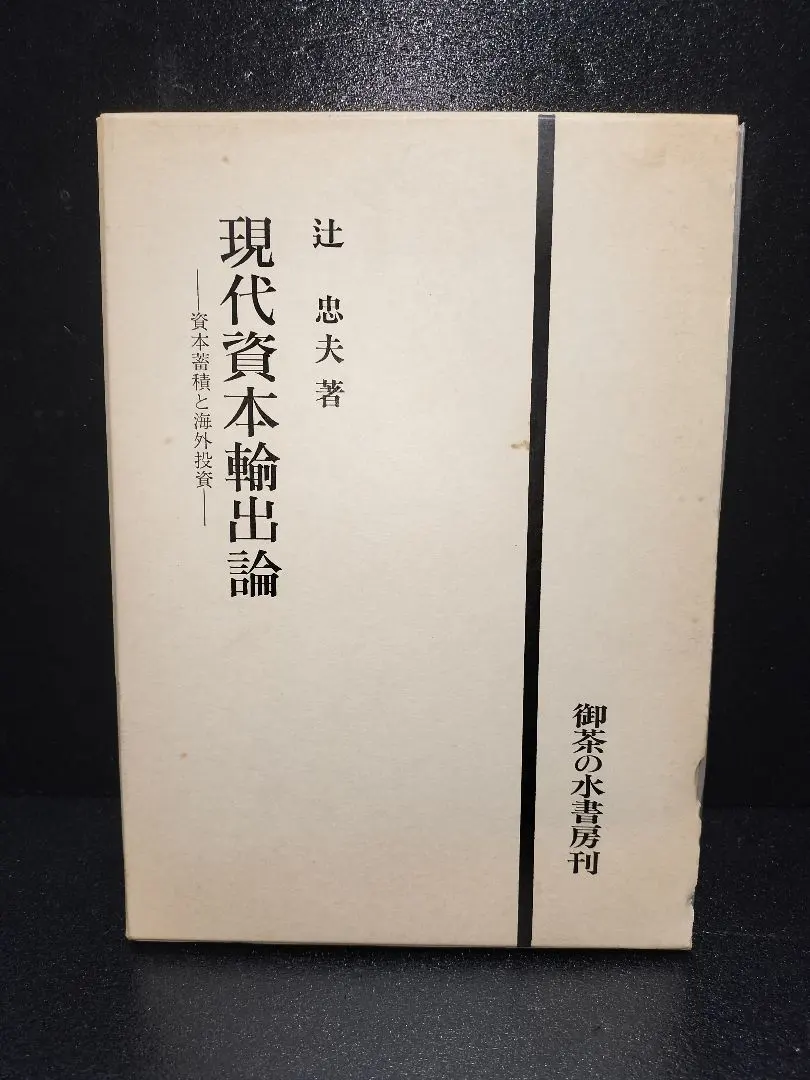 御茶の水書房刊
辻 忠夫著
現代資本輸出論
―資本蓄積と海外投資―